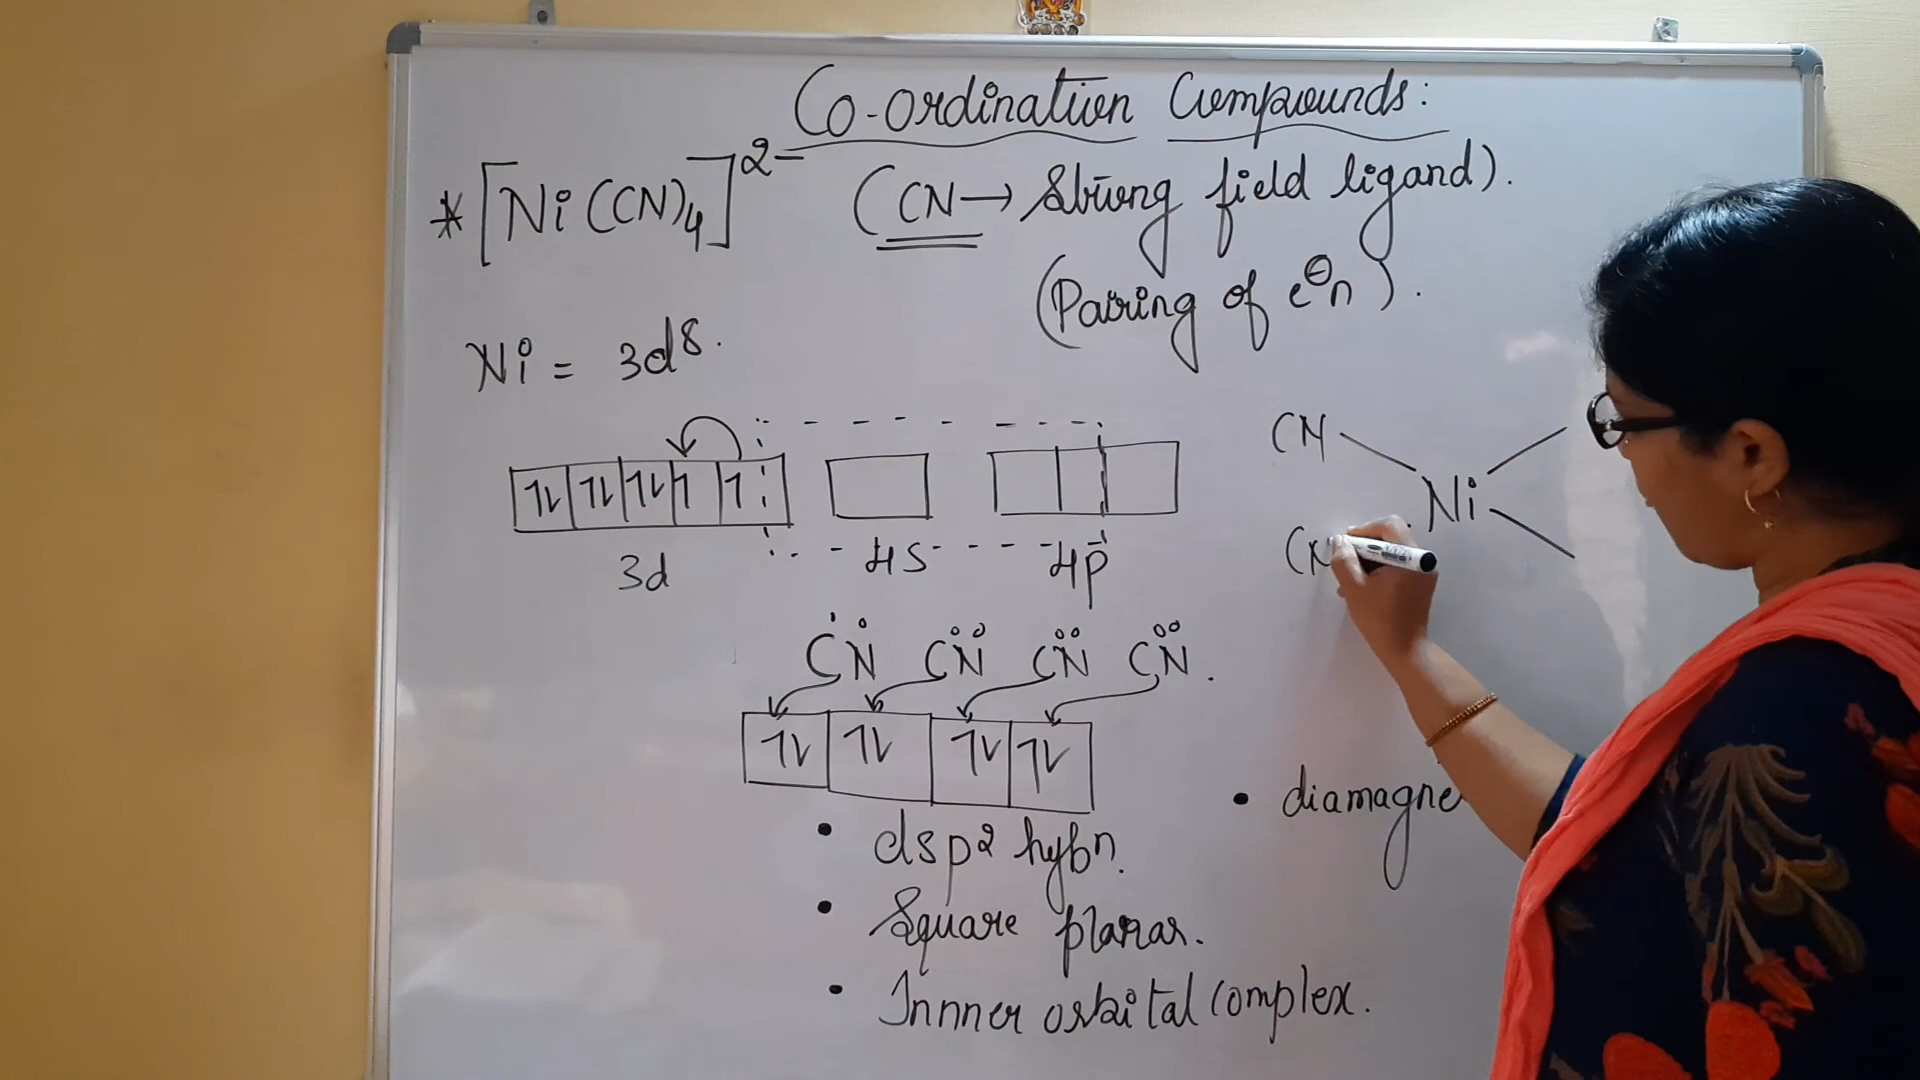 Co-ordination Compounds:
* [Ni(CN)4]2- (CN → Strong field ligand).
(Pairing of e⊖n).
Ni = 3d8.
CN
Ni
3d 4s 4p
CN CN CN CN.
diamagne
• dsp2 hybn.
• Square planar.
• Innner orbital complex.